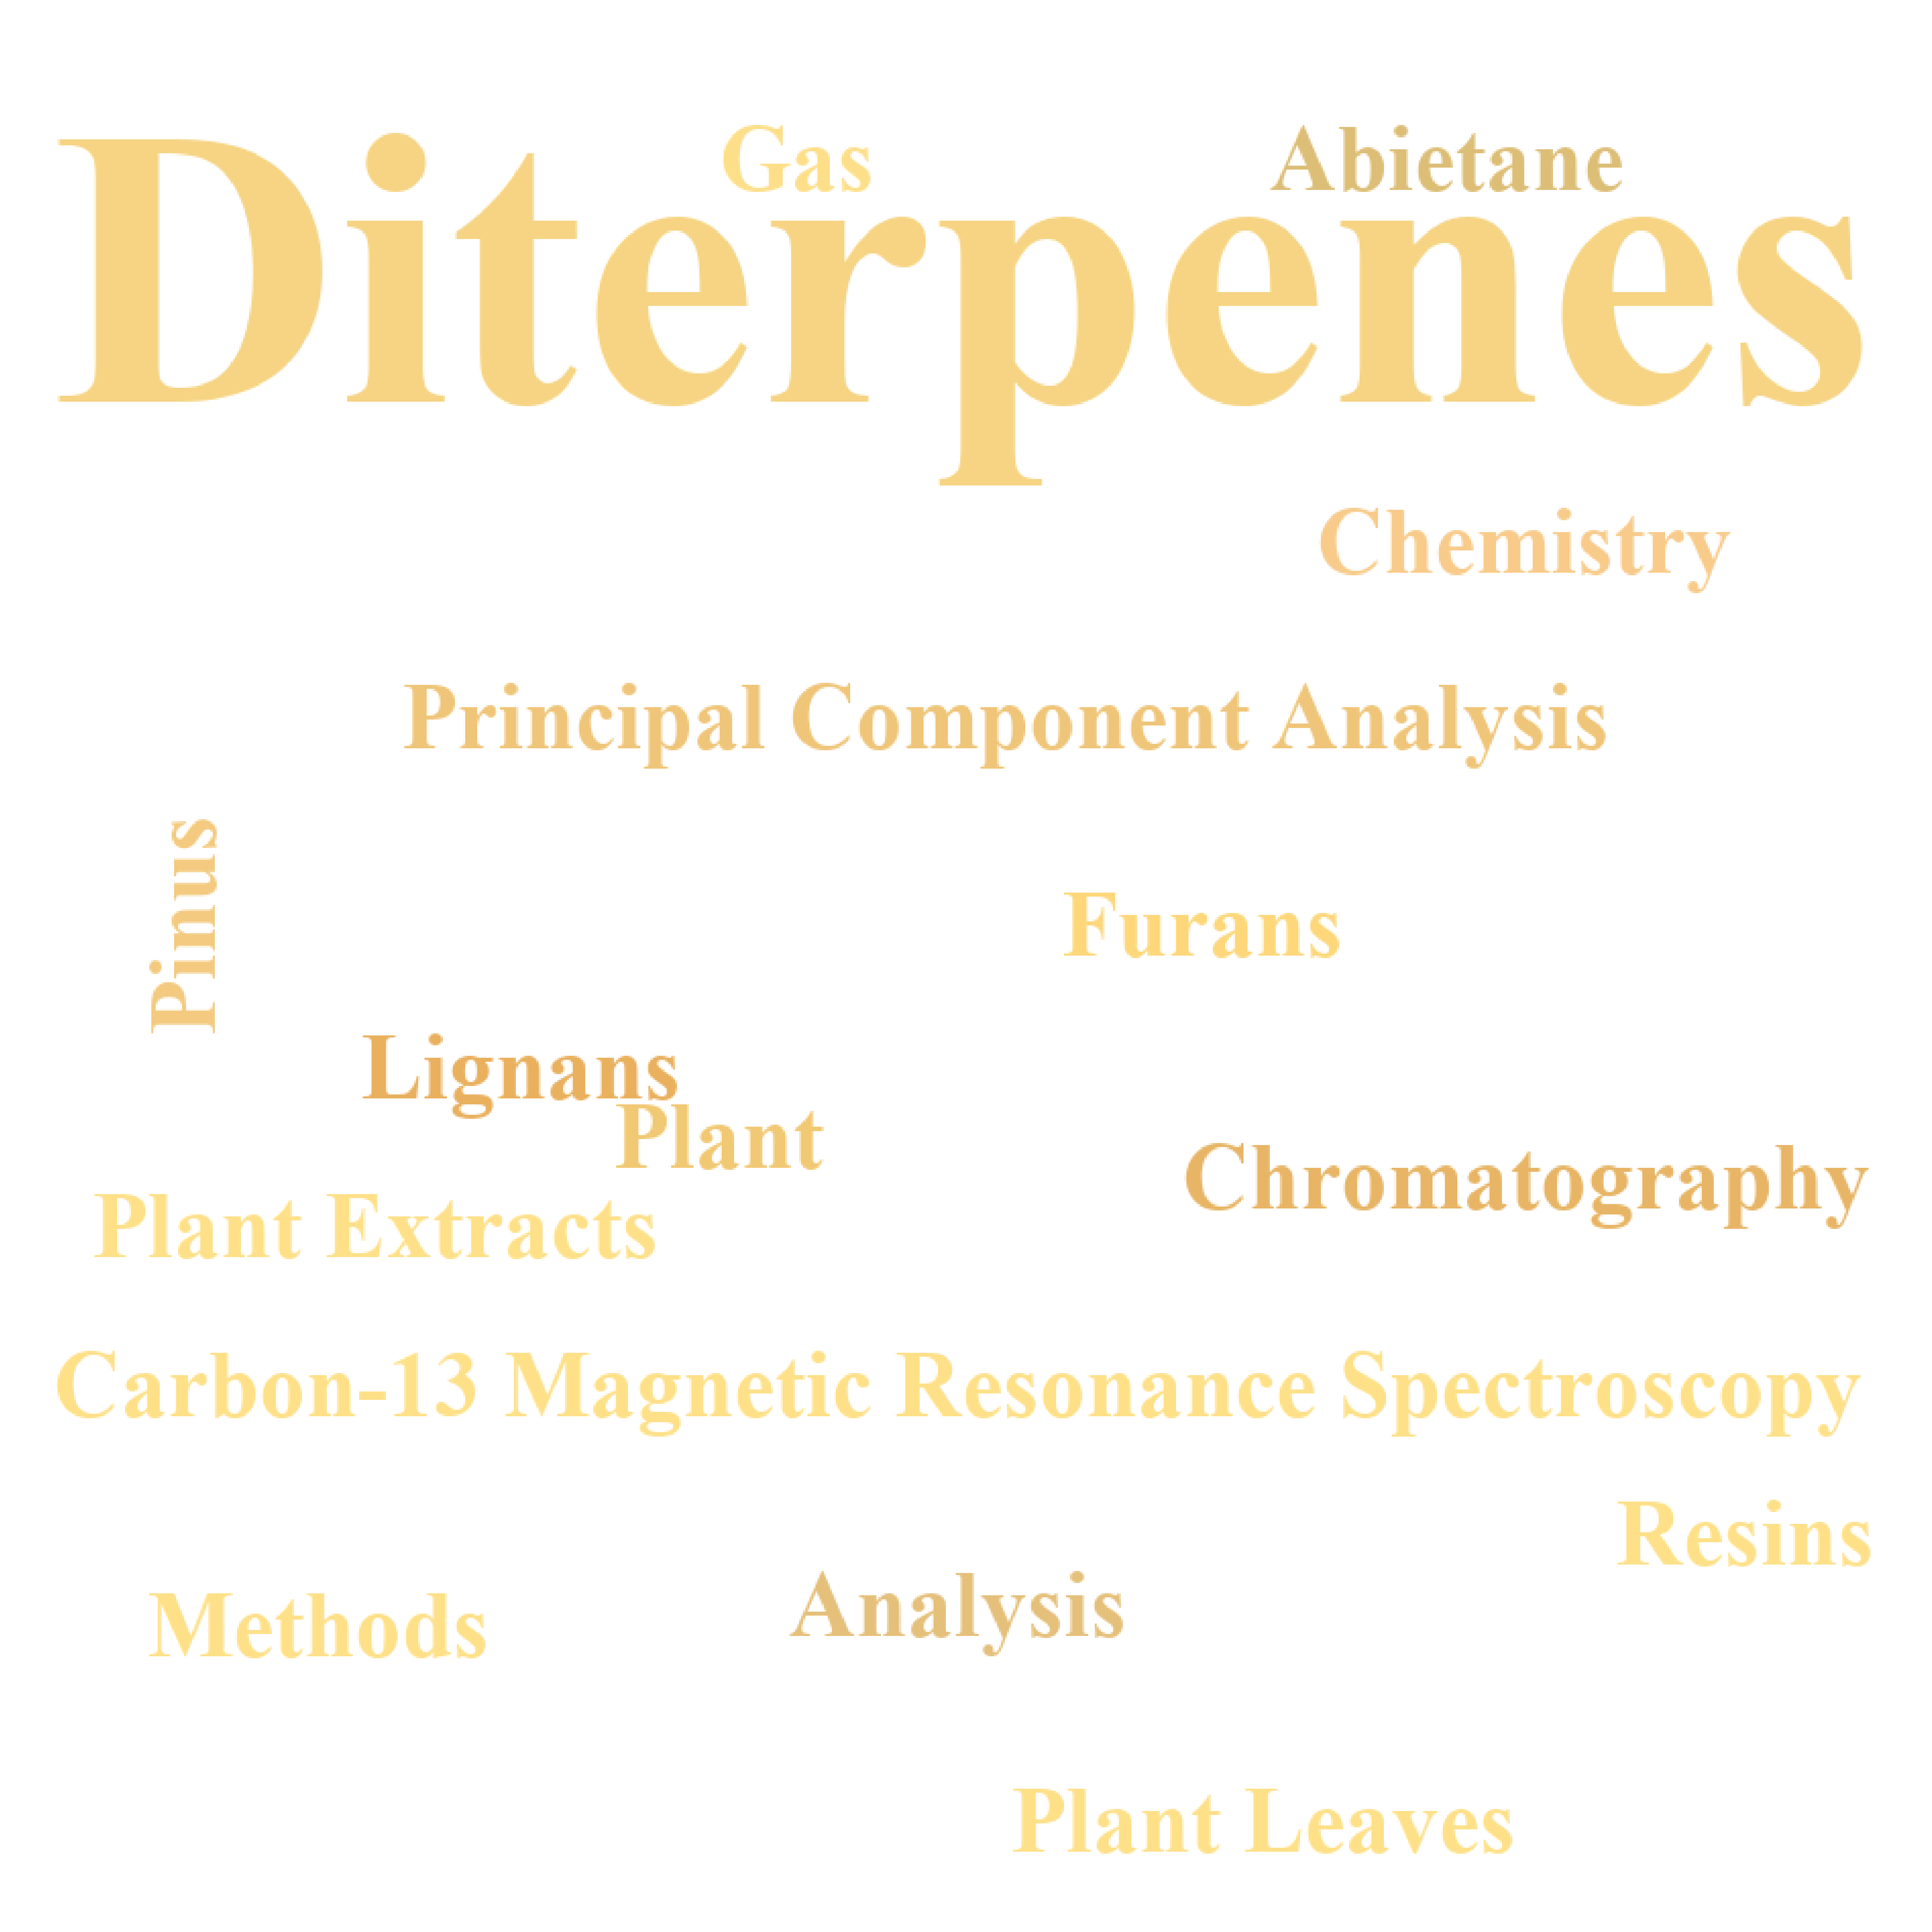 Gas
Abietane
Diterpenes
Chemistry
Principal Component Analysis
Pinus
Furans
Lignans
Plant
Chromatography
Plant Extracts
Carbon-13 Magnetic Resonance Spectroscopy
Resins
Methods
Analysis
Plant Leaves